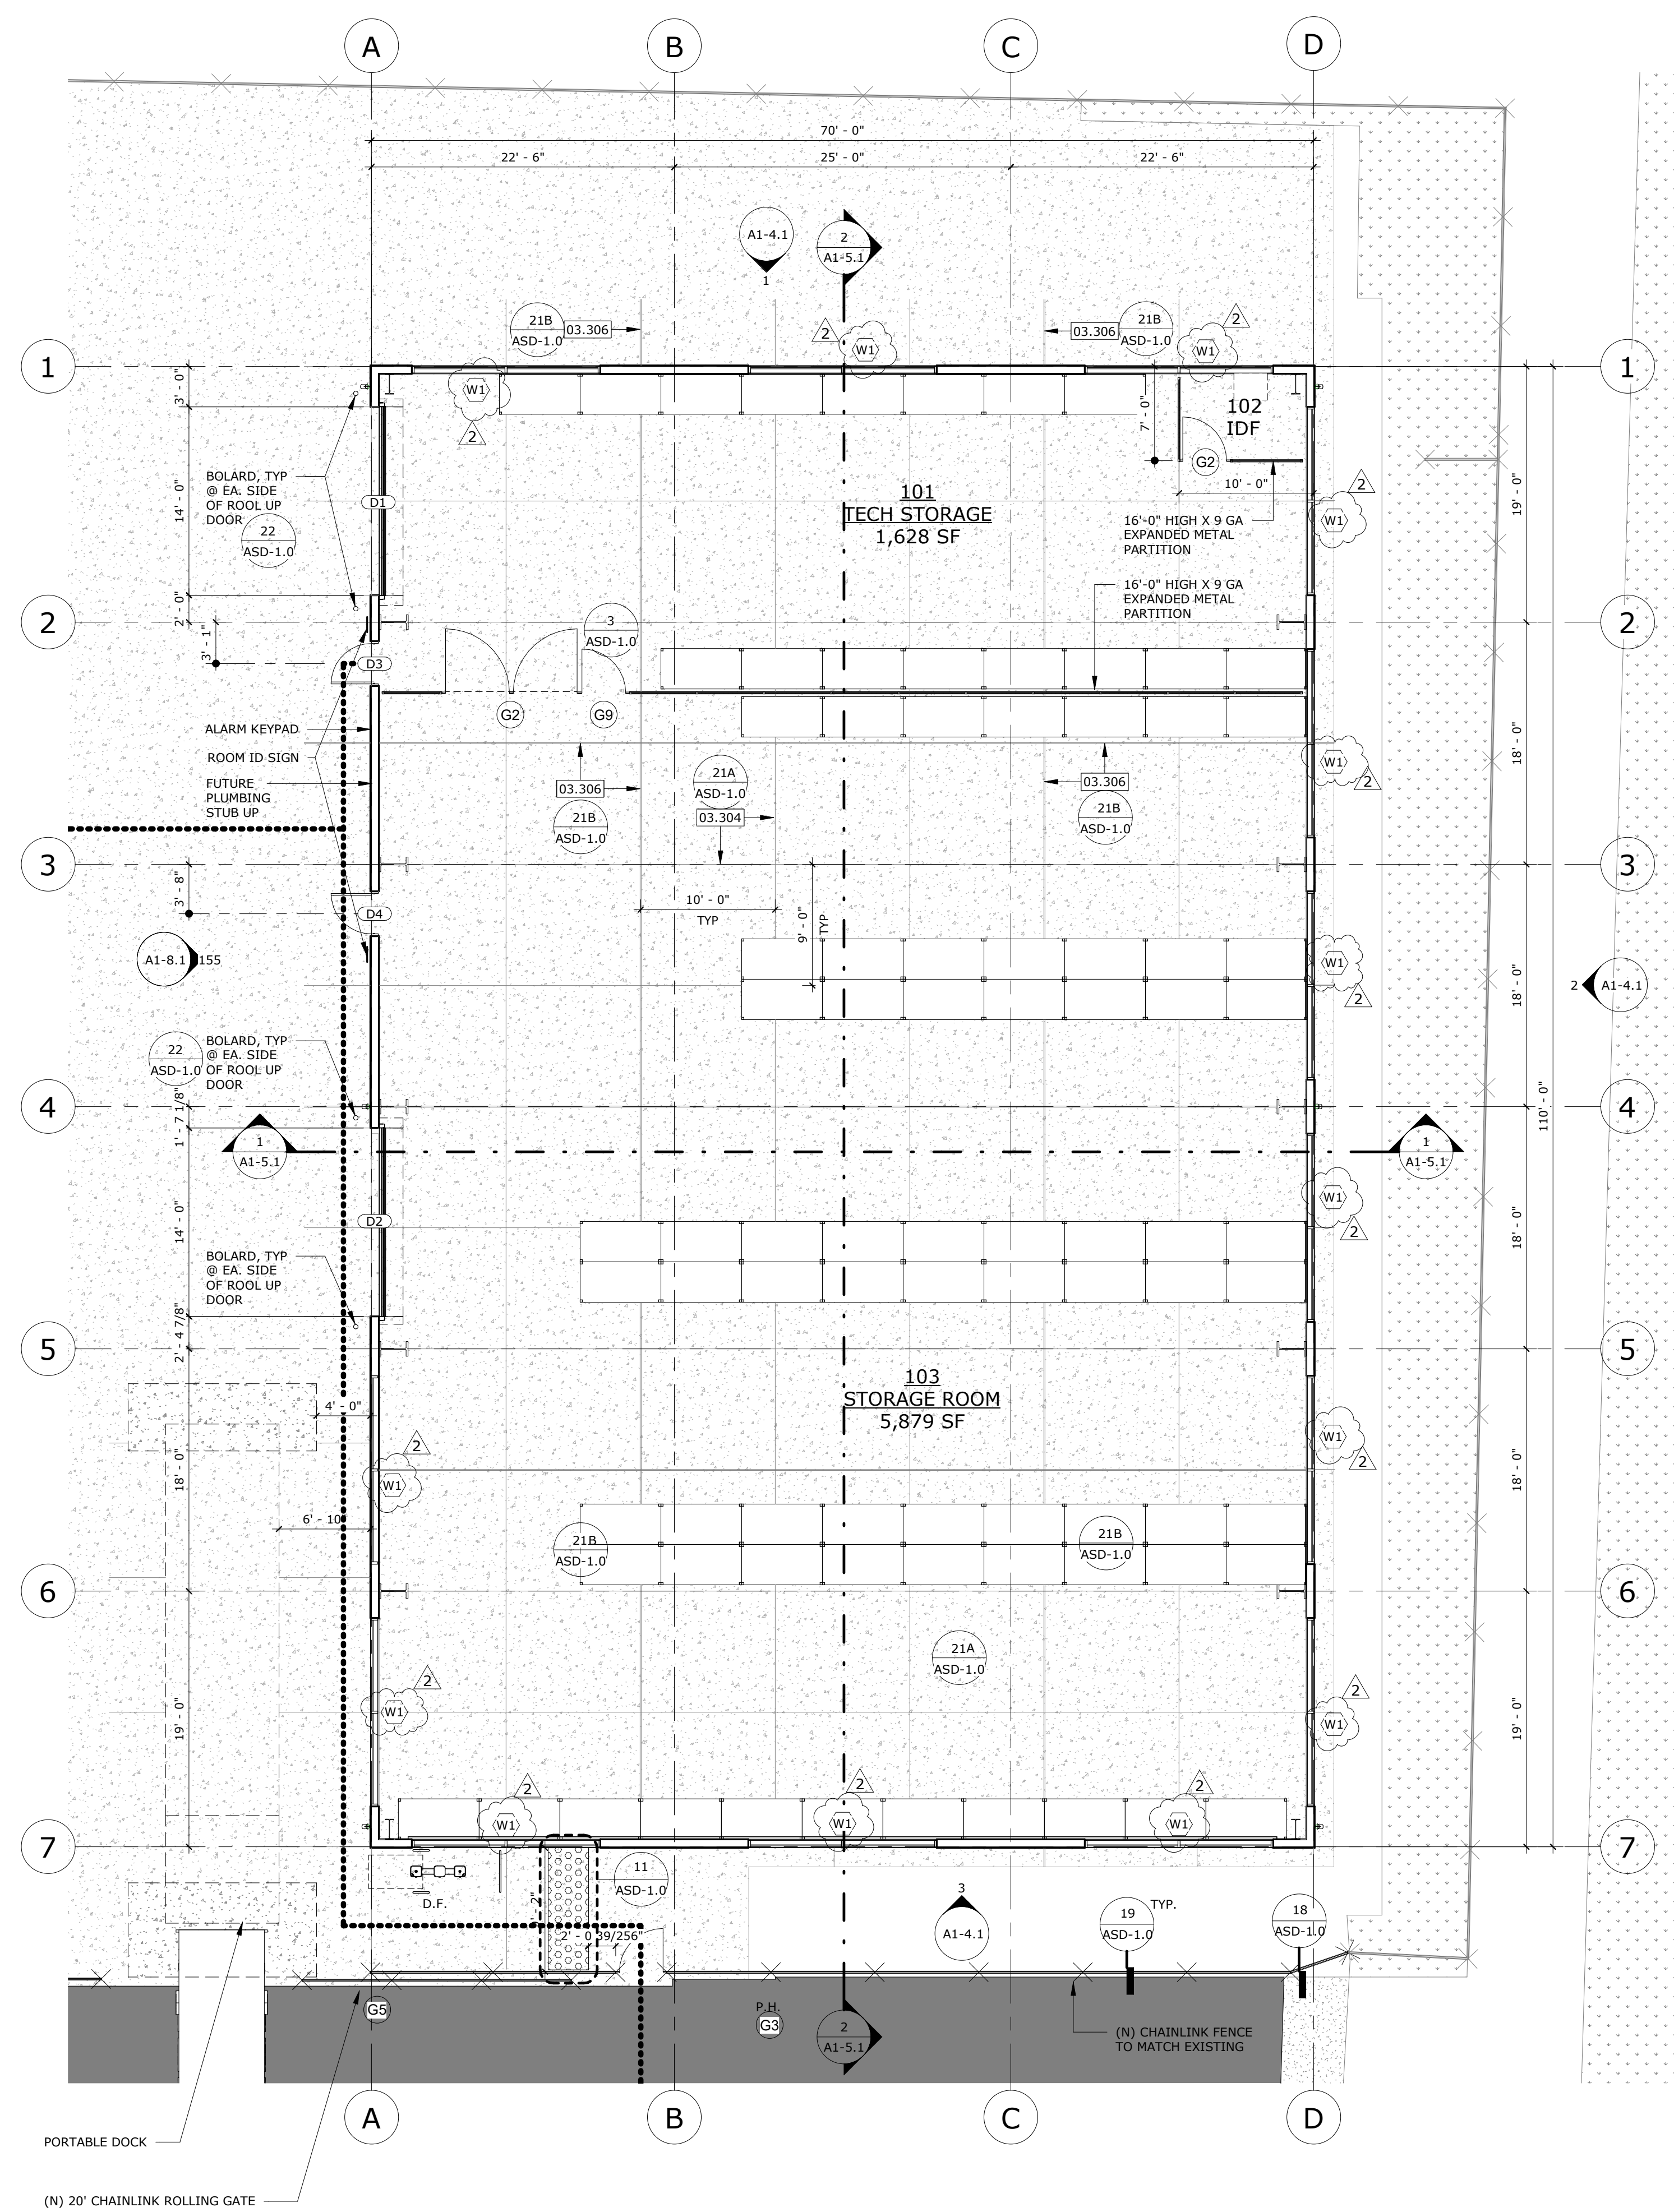 A
B
C
D
70' - 0"
22' - 6"
25' - 0"
22' - 6"
A1-4.1
1
2
A1-5.1
21B
ASD-1.0
03.306
2
W1
03.306
21B
ASD-1.0
2
W1
1
1
3' - 0"
W1
2
7' - 0"
102
IDF
G2
10' - 0"
BOLARD, TYP
@ EA. SIDE
OF ROOL UP
DOOR
22
ASD-1.0
14' - 0"
D1
101
TECH STORAGE
1,628 SF
16'-0" HIGH X 9 GA
EXPANDED METAL
PARTITION
2
W1
19' - 0"
16'-0" HIGH X 9 GA
EXPANDED METAL
PARTITION
2
2' - 0"
3' - 1"
3
ASD-1.0
2
D3
G2
G9
ALARM KEYPAD
ROOM ID SIGN
FUTURE
PLUMBING
STUB UP
03.306
21B
ASD-1.0
21A
ASD-1.0
03.304
03.306
21B
ASD-1.0
W1
2
18' - 0"
3
3
3' - 8"
D4
10' - 0"
TYP
9' - 0"
TYP
A1-8.1
155
W1
2
18' - 0"
2
A1-4.1
22
ASD-1.0
BOLARD, TYP
@ EA. SIDE
OF ROOL UP
DOOR
4
1' - 7 1/8"
4
110' - 0"
1
A1-5.1
1
A1-5.1
14' - 0"
D2
W1
2
18' - 0"
BOLARD, TYP
@ EA. SIDE
OF ROOL UP
DOOR
2' - 4 7/8"
5
5
103
STORAGE ROOM
5,879 SF
4' - 0"
2
W1
18' - 0"
6' - 10"
W1
2
18' - 0"
21B
ASD-1.0
21B
ASD-1.0
6
6
21A
ASD-1.0
2
W1
19' - 0"
2
W1
19' - 0"
2
W1
2
W1
2
W1
7
7
D.F.
11
ASD-1.0
2' - 0 39/256"
3
A1-4.1
19
ASD-1.0
TYP.
18
ASD-1.0
G5
P.H.
G3
2
A1-5.1
(N) CHAINLINK FENCE
TO MATCH EXISTING
A
B
C
D
PORTABLE DOCK
(N) 20' CHAINLINK ROLLING GATE